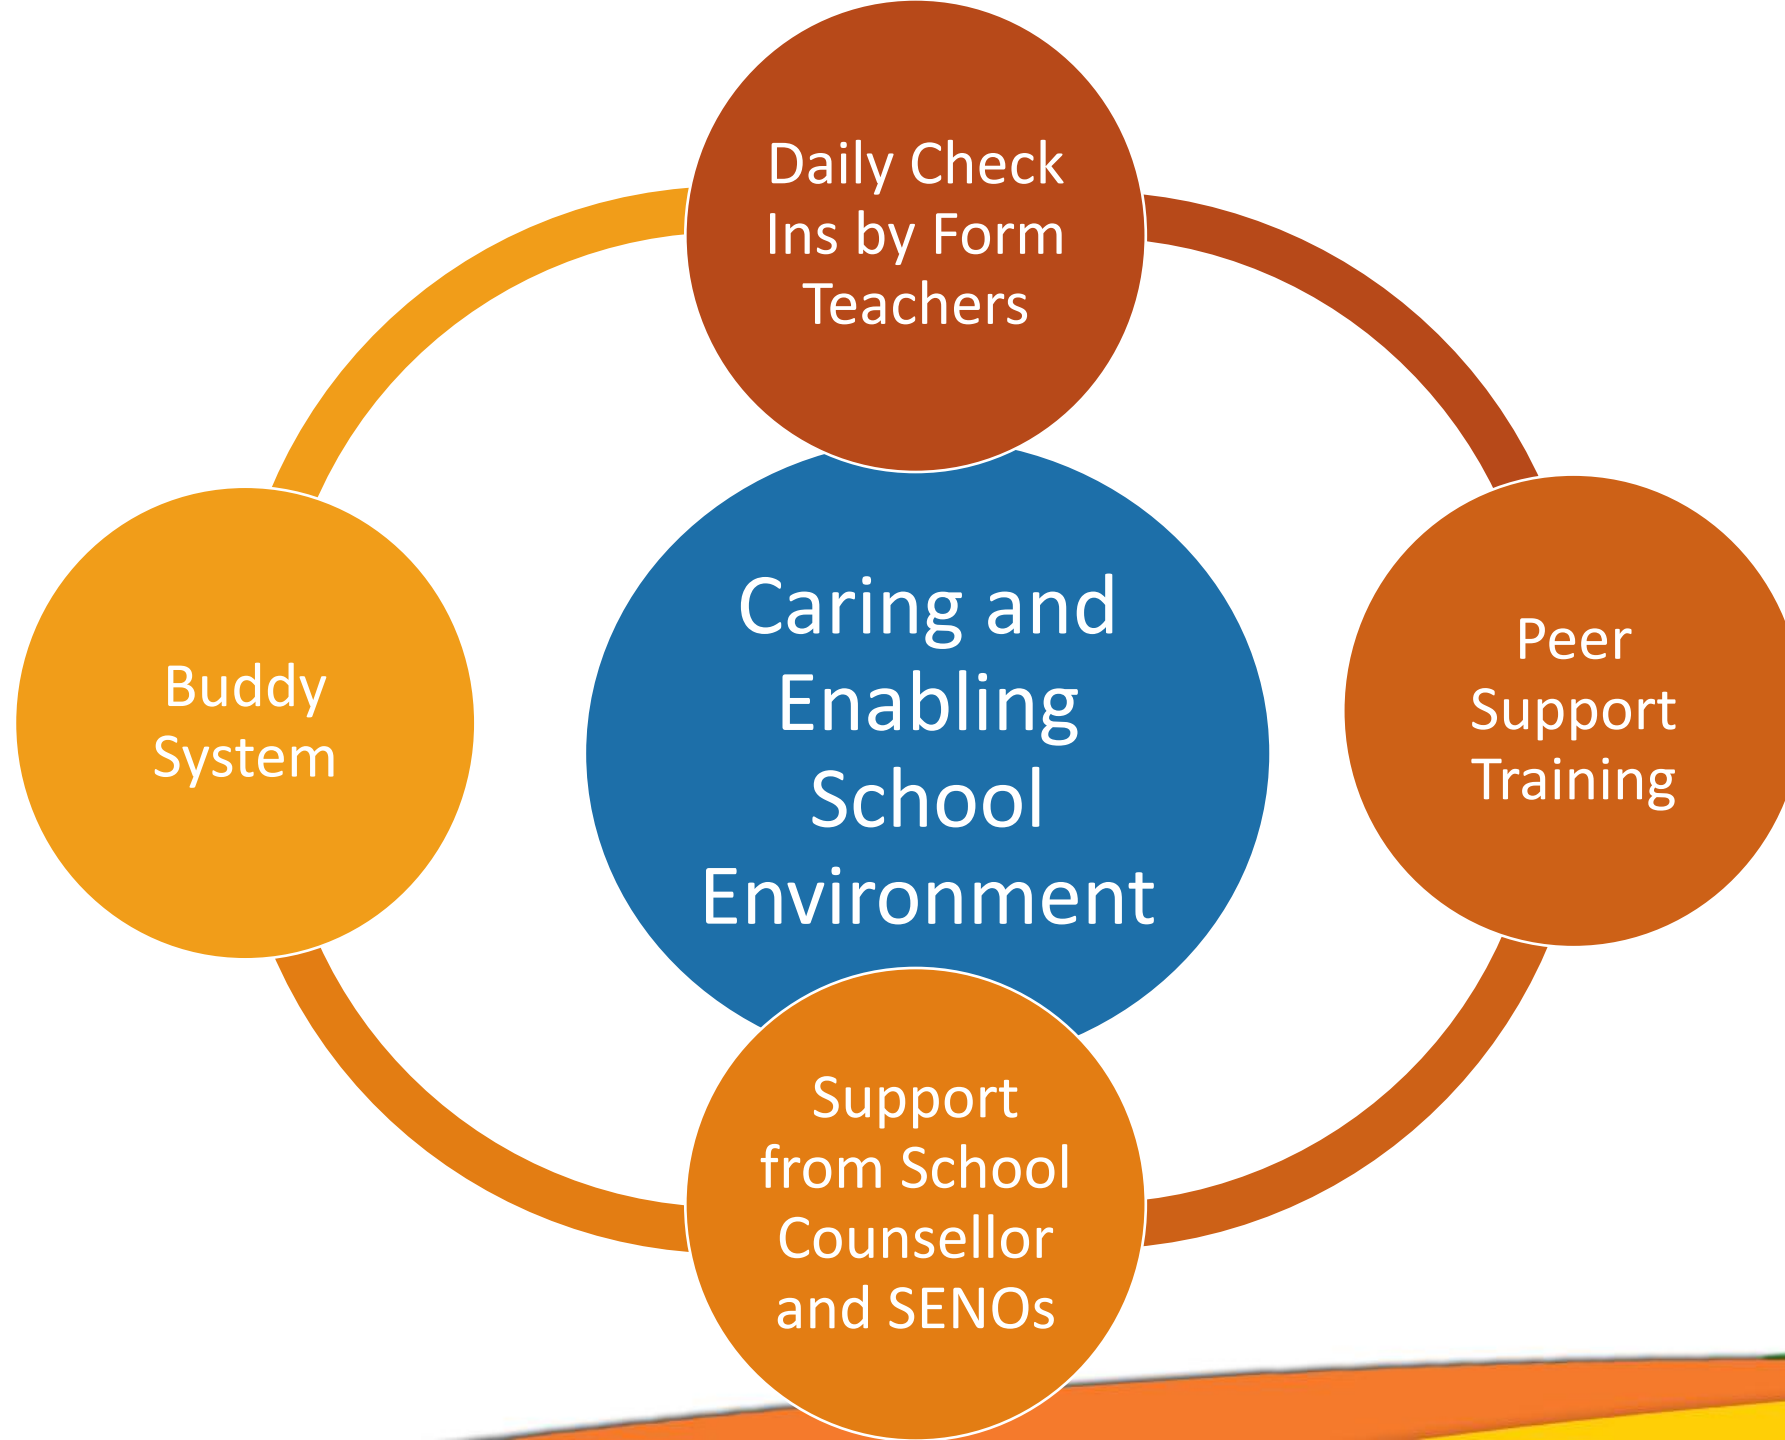 Daily Check
Ins by Form
Teachers
Peer
Support
Training
Caring and
Enabling
School
Environment
Buddy
System
Support
from School
Counsellor
and SENOs